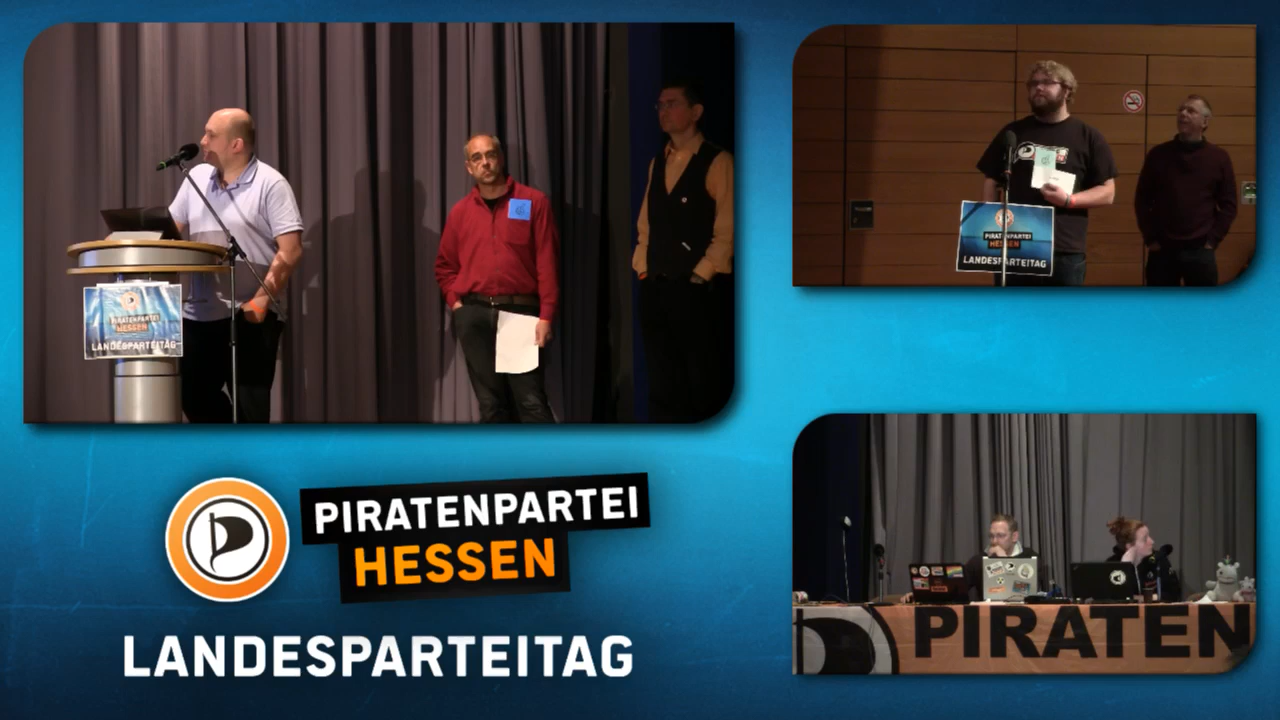 PIRATENPARTEI
HESSEN
LANDESPARTEITAG
PIRATENPARTEI
HESSEN
LANDESPARTEITAG
PIRATENPARTEI
HESSEN
LANDESPARTEITAG
PIRATEN